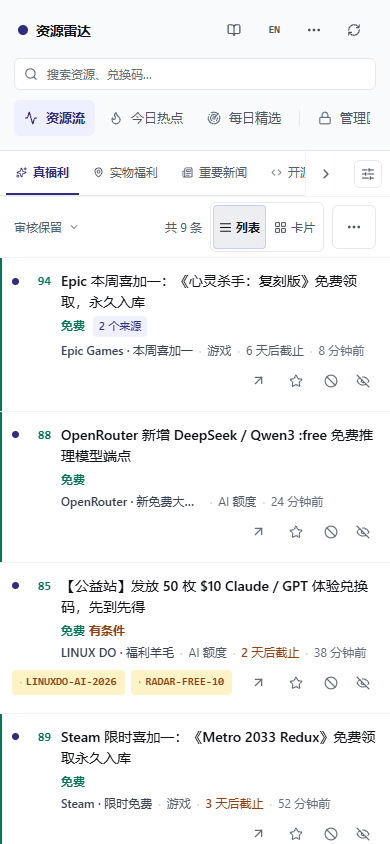 资源雷达
EN
搜索资源、兑换码...
资源流 今日热点 每日精选
真福利 实物福利 重要新闻
审核保留 共 9 条 列表 卡片
94 Epic 本周喜加一：《心灵杀手：复刻版》免费领
取，永久入库
免费 2 个来源
Epic Games · 本周喜加一 · 游戏 · 6 天后截止 · 8 分钟前
88 OpenRouter 新增 DeepSeek / Qwen3 :free 免费推
理模型端点
免费
OpenRouter · 新免费大... · AI 额度 · 24 分钟前
85 【公益站】发放 50 枚 $10 Claude / GPT 体验兑换
码，先到先得
免费 有条件
LINUX DO · 福利羊毛 · AI 额度 · 2 天后截止 · 38 分钟前
· LINUXDO-AI-2026 · RADAR-FREE-10
89 Steam 限时喜加一：《Metro 2033 Redux》免费领
取永久入库
免费
Steam · 限时免费 · 游戏 · 3 天后截止 · 52 分钟前